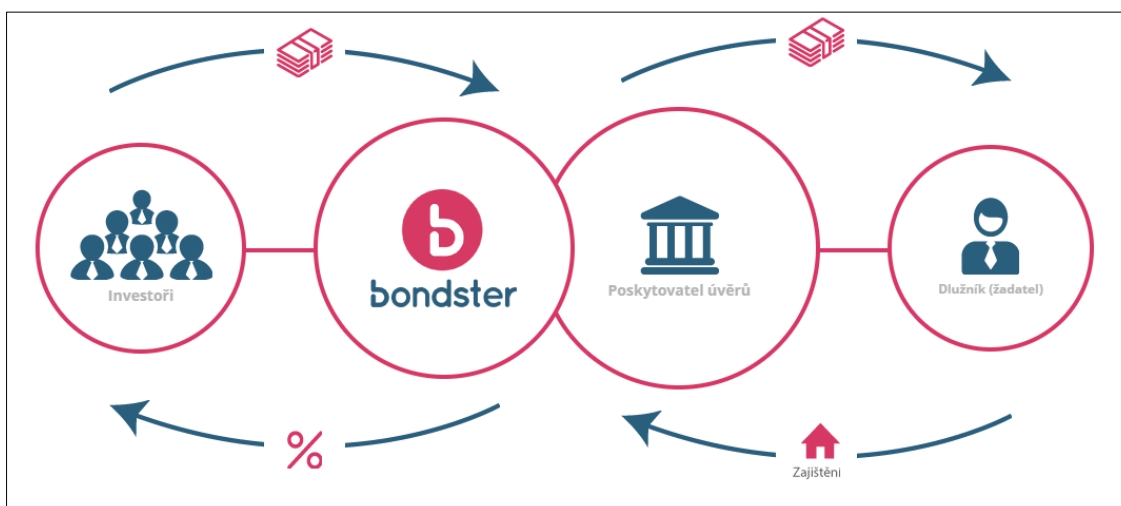 Investoři
bondster
Poskytovatel úvěrů
Dlužník (žadatel)
%
Zajištění